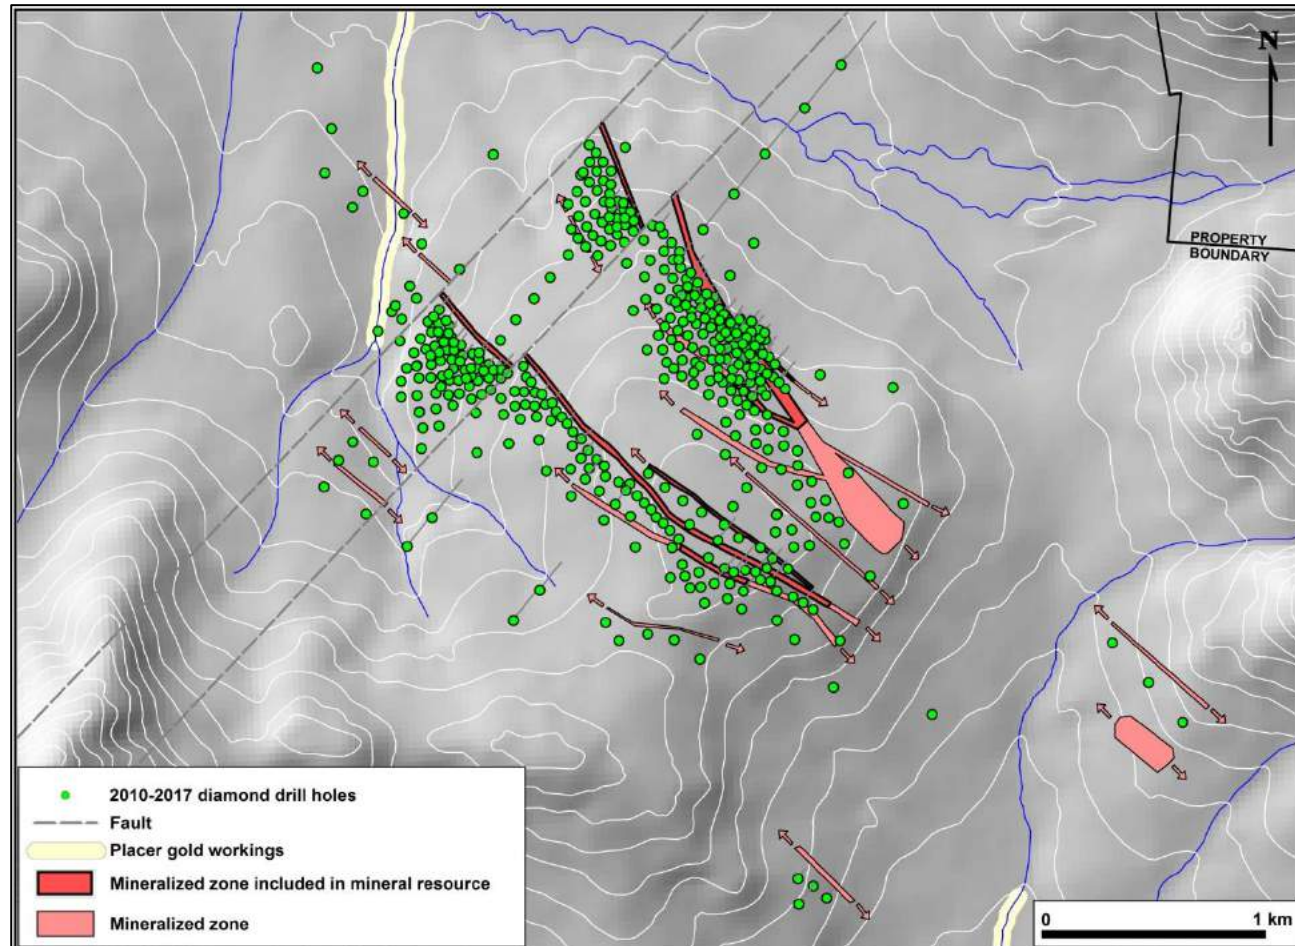 N
PROPERTY
BOUNDARY
2010-2017 diamond drill holes
Fault
Placer gold workings
Mineralized zone included in mineral resource
Mineralized zone
0 1 km